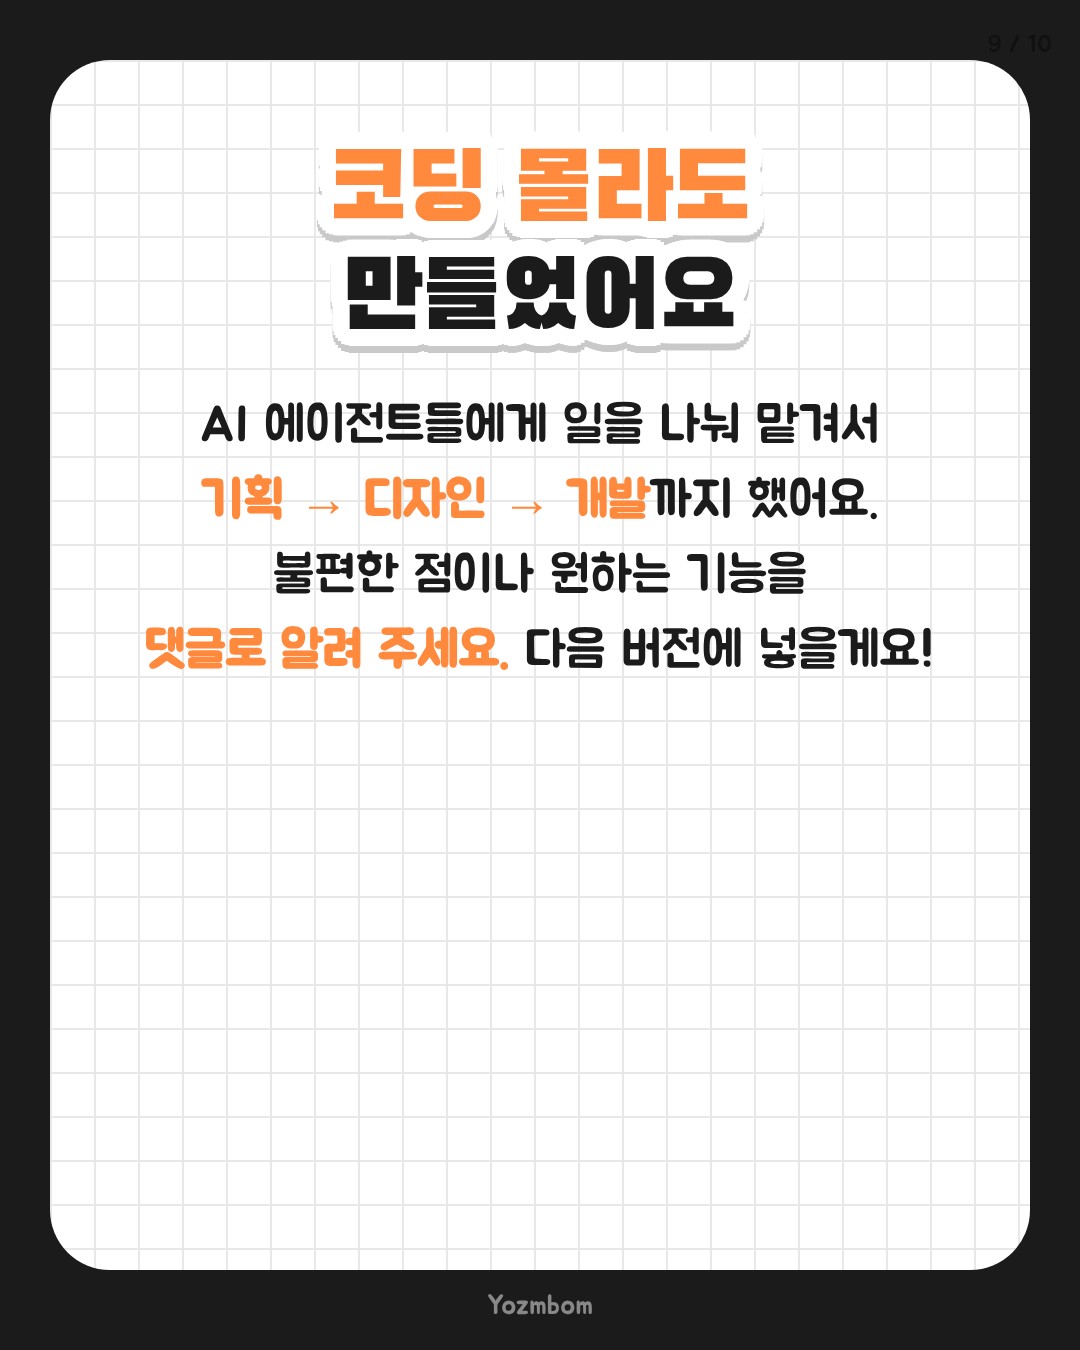 9 / 10
코딩 몰라도
만들었어요
AI 에이전트들에게 일을 나눠 맡겨서
기획 → 디자인 → 개발까지 했어요.
불편한 점이나 원하는 기능을
댓글로 알려 주세요. 다음 버전에 넣을게요!
Yozmbom